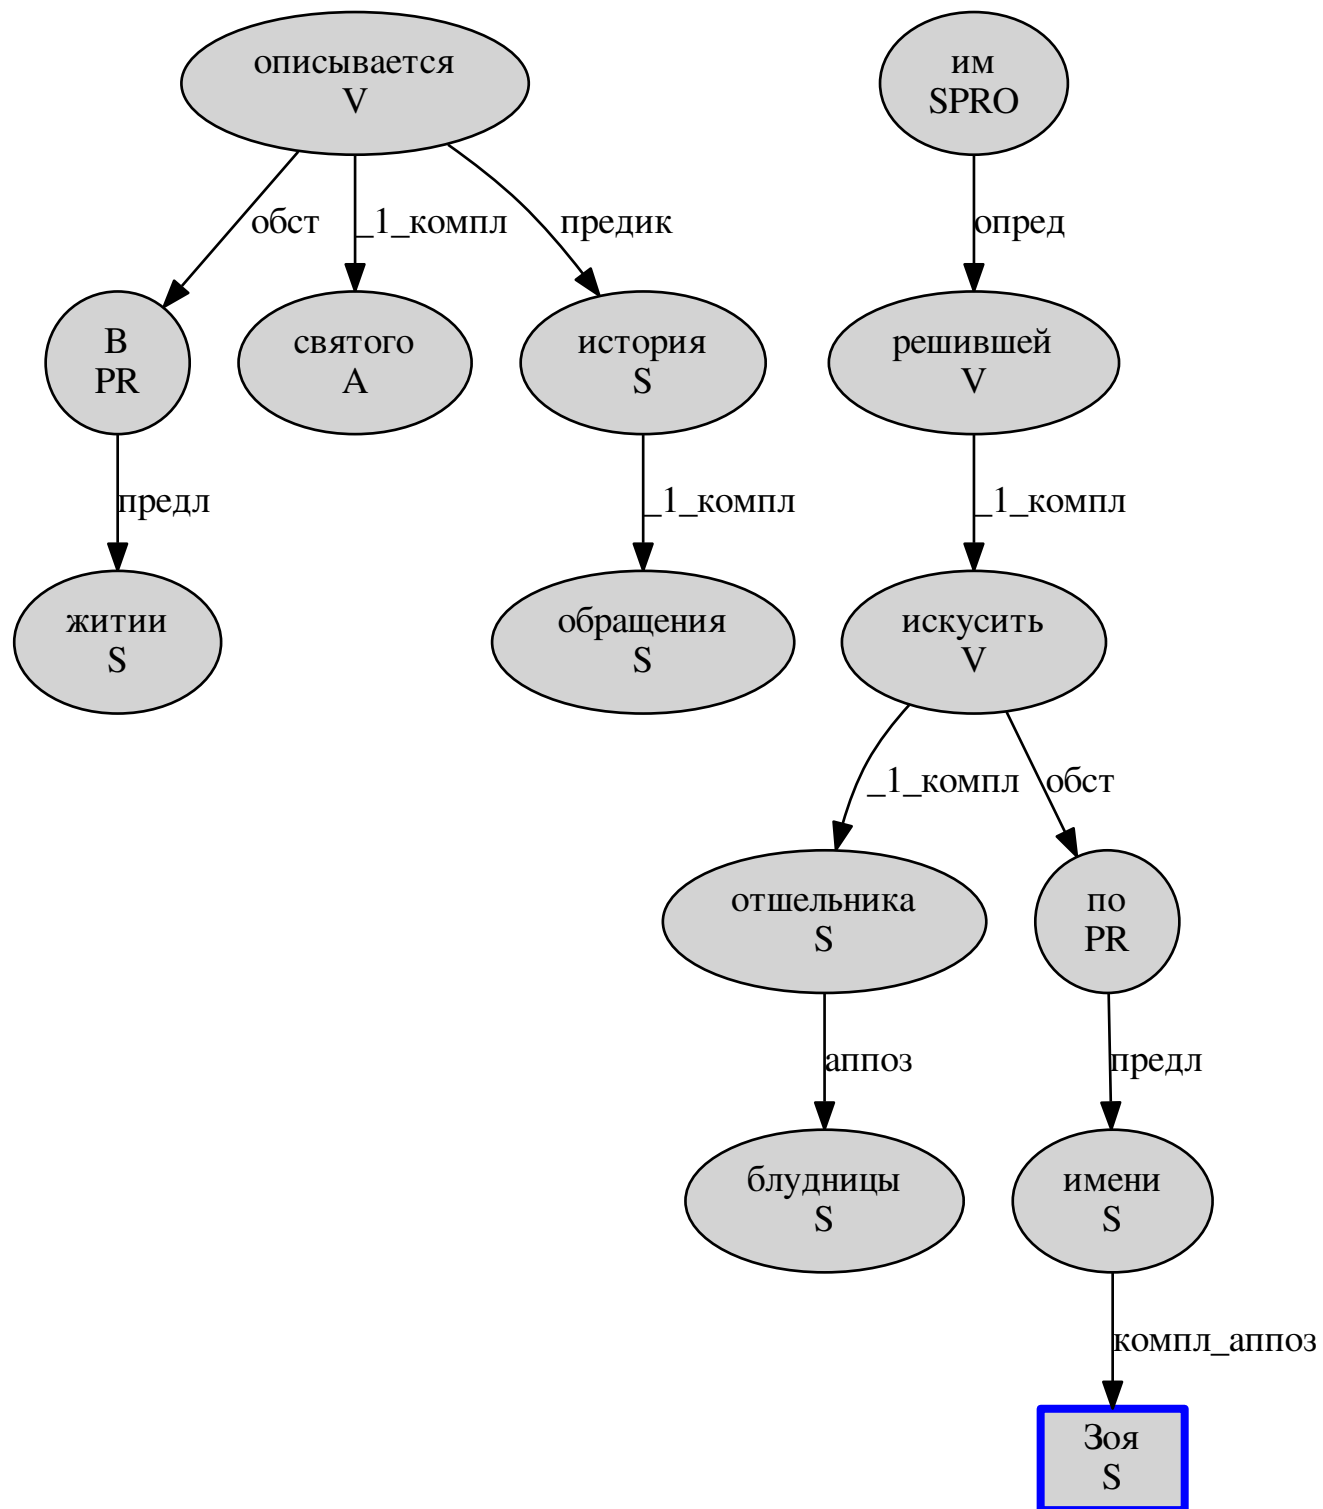 описывается
V
им
SPRO
обст
_1_компл
предик
опред
В
PR
святого
A
история
S
решившей
V
предл
_1_компл
_1_компл
житии
S
обращения
S
искусить
V
_1_компл
обст
отшельника
S
по
PR
аппоз
предл
блудницы
S
имени
S
компл_аппоз
Зоя
S